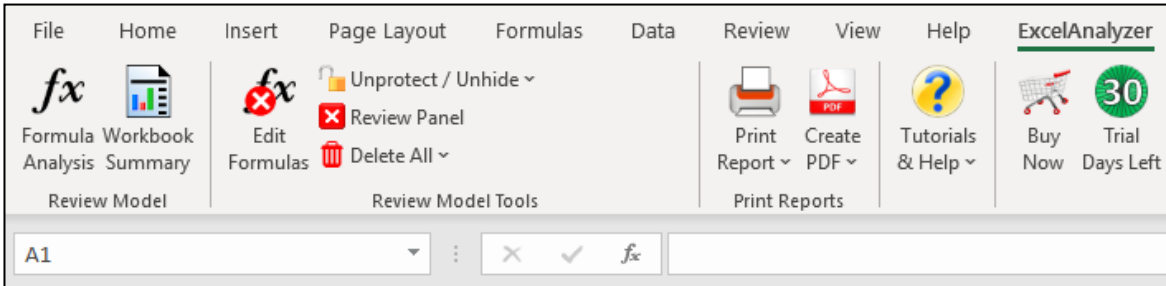 File Home Insert Page Layout Formulas Data Review View Help ExcelAnalyzer
fx
Formula Analysis
Workbook Summary
fx
Edit Formulas
Unprotect / Unhide
Review Panel
Delete All
Print Report
PDF
Create PDF
?
Tutorials & Help
Buy Now
30
Trial Days Left
Review Model
Review Model Tools
Print Reports
A1
fx